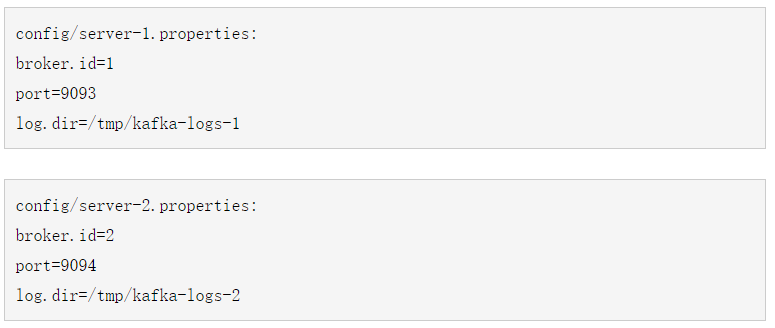 config/server-1.properties:
broker.id=1
port=9093
log.dir=/tmp/kafka-logs-1
config/server-2.properties:
broker.id=2
port=9094
log.dir=/tmp/kafka-logs-2